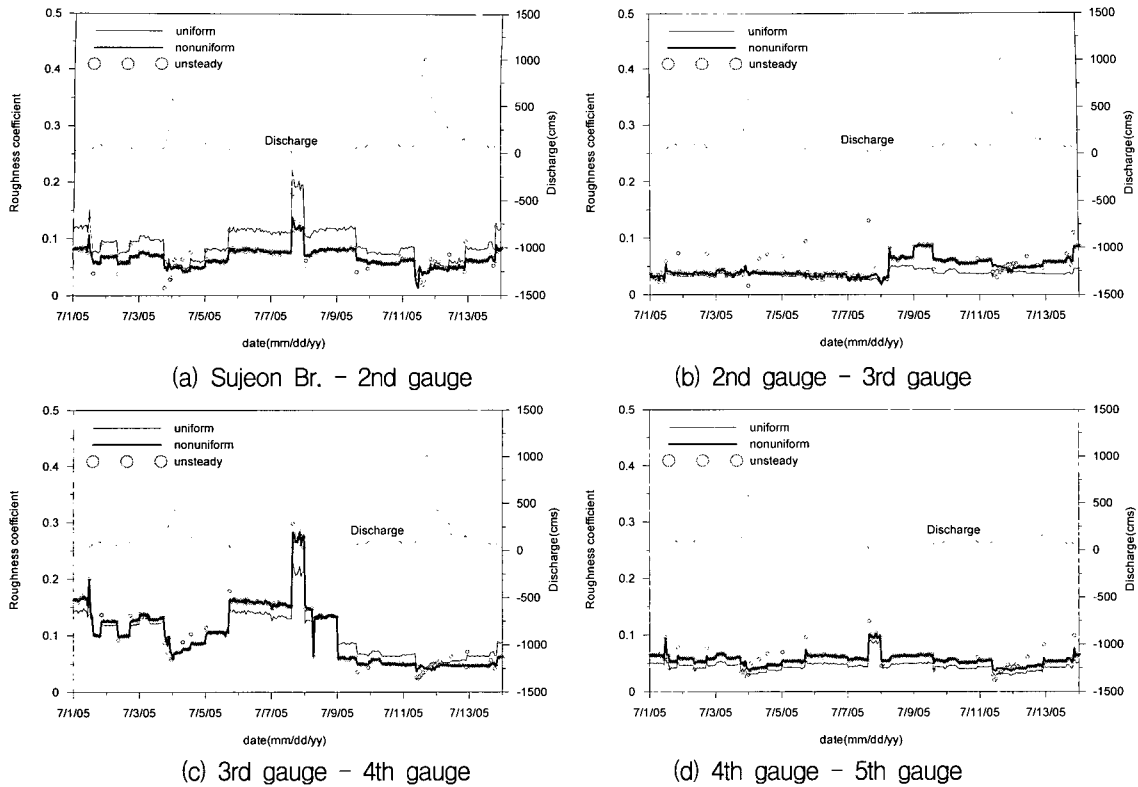 0.5
0.4
0.3
0.2
0.1
0
Roughness coefficient
uniform
nonuniform
unsteady
Discharge
1500
1000
500
0
-500
-1000
-1500
Discharge(cms)
7/1/05 7/3/05 7/5/05 7/7/05 7/9/05 7/11/05 7/13/05
date(mm/dd/yy)
(a) Sujeon Br. - 2nd gauge
0.5
0.4
0.3
0.2
0.1
0
Roughness coefficient
uniform
nonuniform
unsteady
Discharge
1500
1000
500
0
-500
-1000
-1500
Discharge(cms)
7/1/05 7/3/05 7/5/05 7/7/05 7/9/05 7/11/05 7/13/05
date(mm/dd/yy)
(b) 2nd gauge - 3rd gauge
0.5
0.4
0.3
0.2
0.1
0
Roughness coefficient
uniform
nonuniform
unsteady
Discharge
1500
1000
500
0
-500
-1000
-1500
Discharge(cms)
7/1/05 7/3/05 7/5/05 7/7/05 7/9/05 7/11/05 7/13/05
date(mm/dd/yy)
(c) 3rd gauge - 4th gauge
0.5
0.4
0.3
0.2
0.1
0
Roughness coefficient
uniform
nonuniform
unsteady
Discharge
1500
1000
500
0
-500
-1000
-1500
Discharge(cms)
7/1/05 7/3/05 7/5/05 7/7/05 7/9/05 7/11/05 7/13/05
date(mm/dd/yy)
(d) 4th gauge - 5th gauge